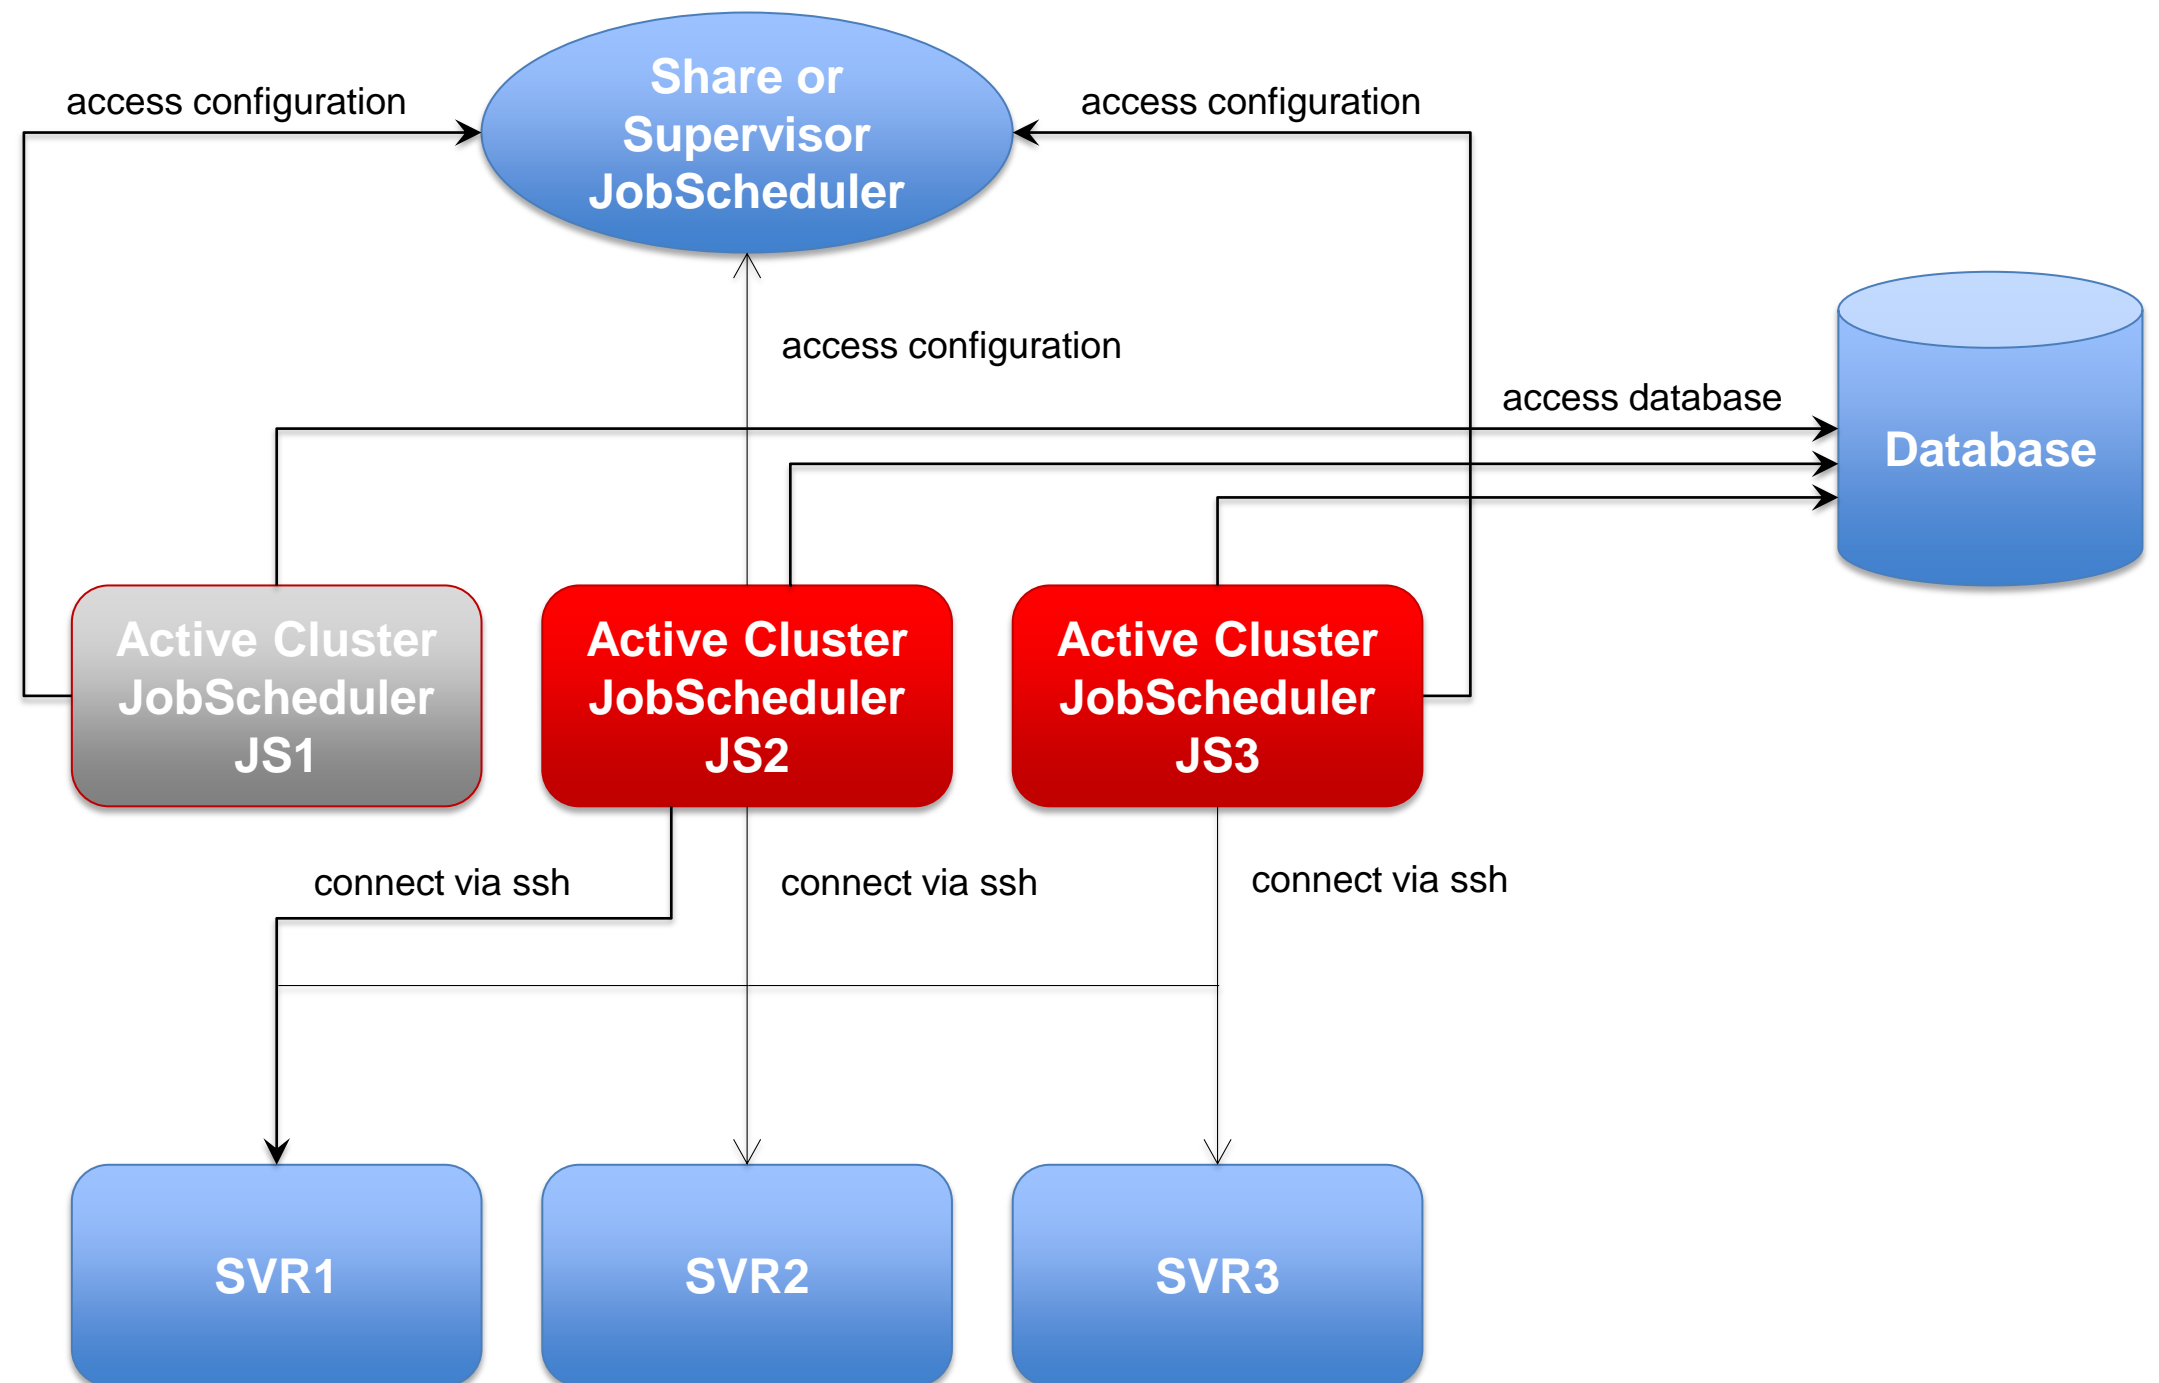 Share or
Supervisor
JobScheduler
access configuration
access configuration
access configuration
access database
Database
Active Cluster
JobScheduler
JS1
Active Cluster
JobScheduler
JS2
Active Cluster
JobScheduler
JS3
connect via ssh
connect via ssh
connect via ssh
SVR1
SVR2
SVR3